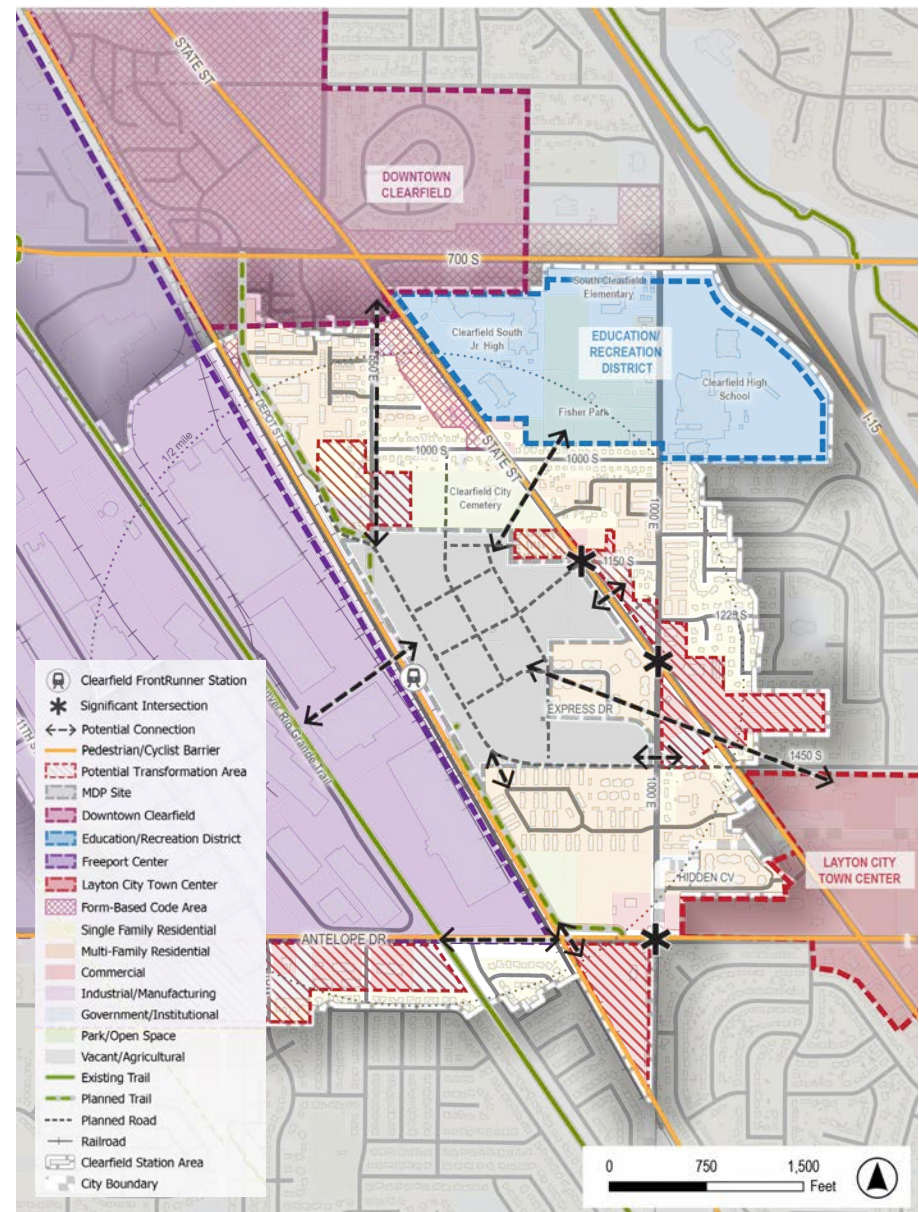 STATE ST
DOWNTOWN
CLEARFIELD
700 S
South Clearfield
Elementary
Clearfield South
Jr. High
EDUCATION/
RECREATION
DISTRICT
Clearfield High
School
I-15
550 E
Fisher Park
DEPOT ST
1/2 mile
STATE ST
1000 S
1000 S
Clearfield City
Cemetery
1000 E
1150 S
1225 S
EXPRESS DR
1450 S
1000 E
Rio Grande Trail
LAYTON CITY
TOWN CENTER
HIDDEN CV
ANTELOPE DR
Clearfield FrontRunner Station
Significant Intersection
Potential Connection
Pedestrian/Cyclist Barrier
Potential Transformation Area
MDP Site
Downtown Clearfield
Education/Recreation District
Freeport Center
Layton City Town Center
Form-Based Code Area
Single Family Residential
Multi-Family Residential
Commercial
Industrial/Manufacturing
Government/Institutional
Park/Open Space
Vacant/Agricultural
Existing Trail
Planned Trail
Planned Road
Railroad
Clearfield Station Area
City Boundary
0 750 1,500
Feet